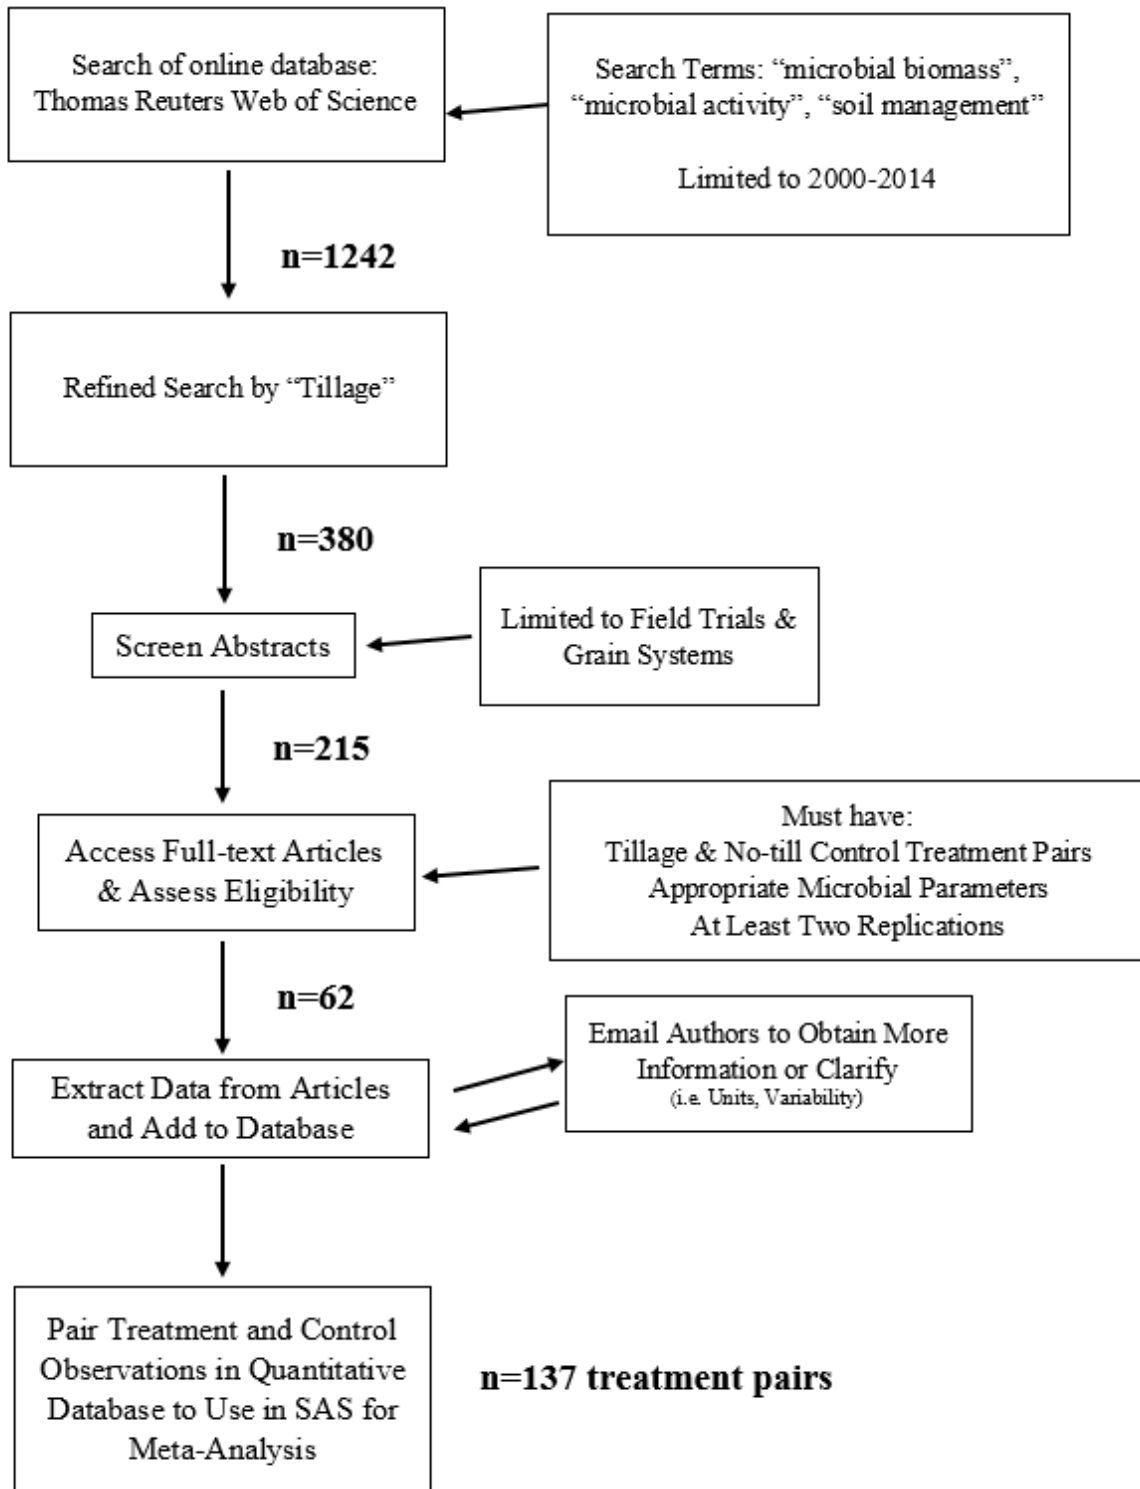 Search of online database:
Thomas Reuters Web of Science
Search Terms: “microbial biomass”,
“microbial activity”, “soil management”
Limited to 2000-2014
n=1242
Refined Search by “Tillage”
n=380
Screen Abstracts
Limited to Field Trials &
Grain Systems
n=215
Access Full-text Articles
& Assess Eligibility
Must have:
Tillage & No-till Control Treatment Pairs
Appropriate Microbial Parameters
At Least Two Replications
n=62
Extract Data from Articles
and Add to Database
Email Authors to Obtain More
Information or Clarify
(i.e. Units, Variability)
Pair Treatment and Control
Observations in Quantitative
Database to Use in SAS for
Meta-Analysis
n=137 treatment pairs